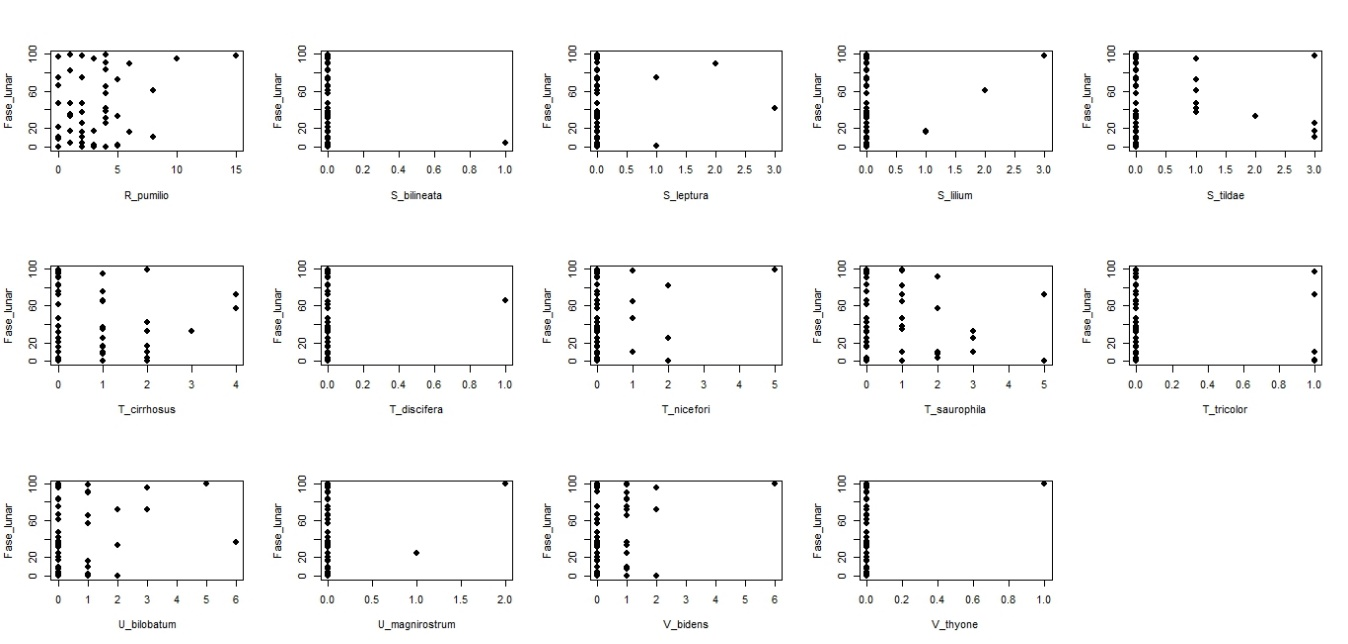 Fase_lunar 0 20 60 100
0 5 10 15
R_pumilio
Fase_lunar 0 20 60 100
0.0 0.2 0.4 0.6 0.8 1.0
S_bilineata
Fase_lunar 0 20 60 100
0.0 0.5 1.0 1.5 2.0 2.5 3.0
S_leptura
Fase_lunar 0 20 60 100
0.0 0.5 1.0 1.5 2.0 2.5 3.0
S_lilium
Fase_lunar 0 20 60 100
0.0 0.5 1.0 1.5 2.0 2.5 3.0
S_tildae
Fase_lunar 0 20 60 100
0 1 2 3 4
T_cirrhosus
Fase_lunar 0 20 60 100
0.0 0.2 0.4 0.6 0.8 1.0
T_discifera
Fase_lunar 0 20 60 100
0 1 2 3 4 5
T_nicefori
Fase_lunar 0 20 60 100
0 1 2 3 4 5
T_saurophila
Fase_lunar 0 20 60 100
0.0 0.2 0.4 0.6 0.8 1.0
T_tricolor
Fase_lunar 0 20 60 100
0 1 2 3 4 5 6
U_bilobatum
Fase_lunar 0 20 60 100
0.0 0.5 1.0 1.5 2.0
U_magnirostrum
Fase_lunar 0 20 60 100
0 1 2 3 4 5 6
V_bidens
Fase_lunar 0 20 60 100
0.0 0.2 0.4 0.6 0.8 1.0
V_thyone